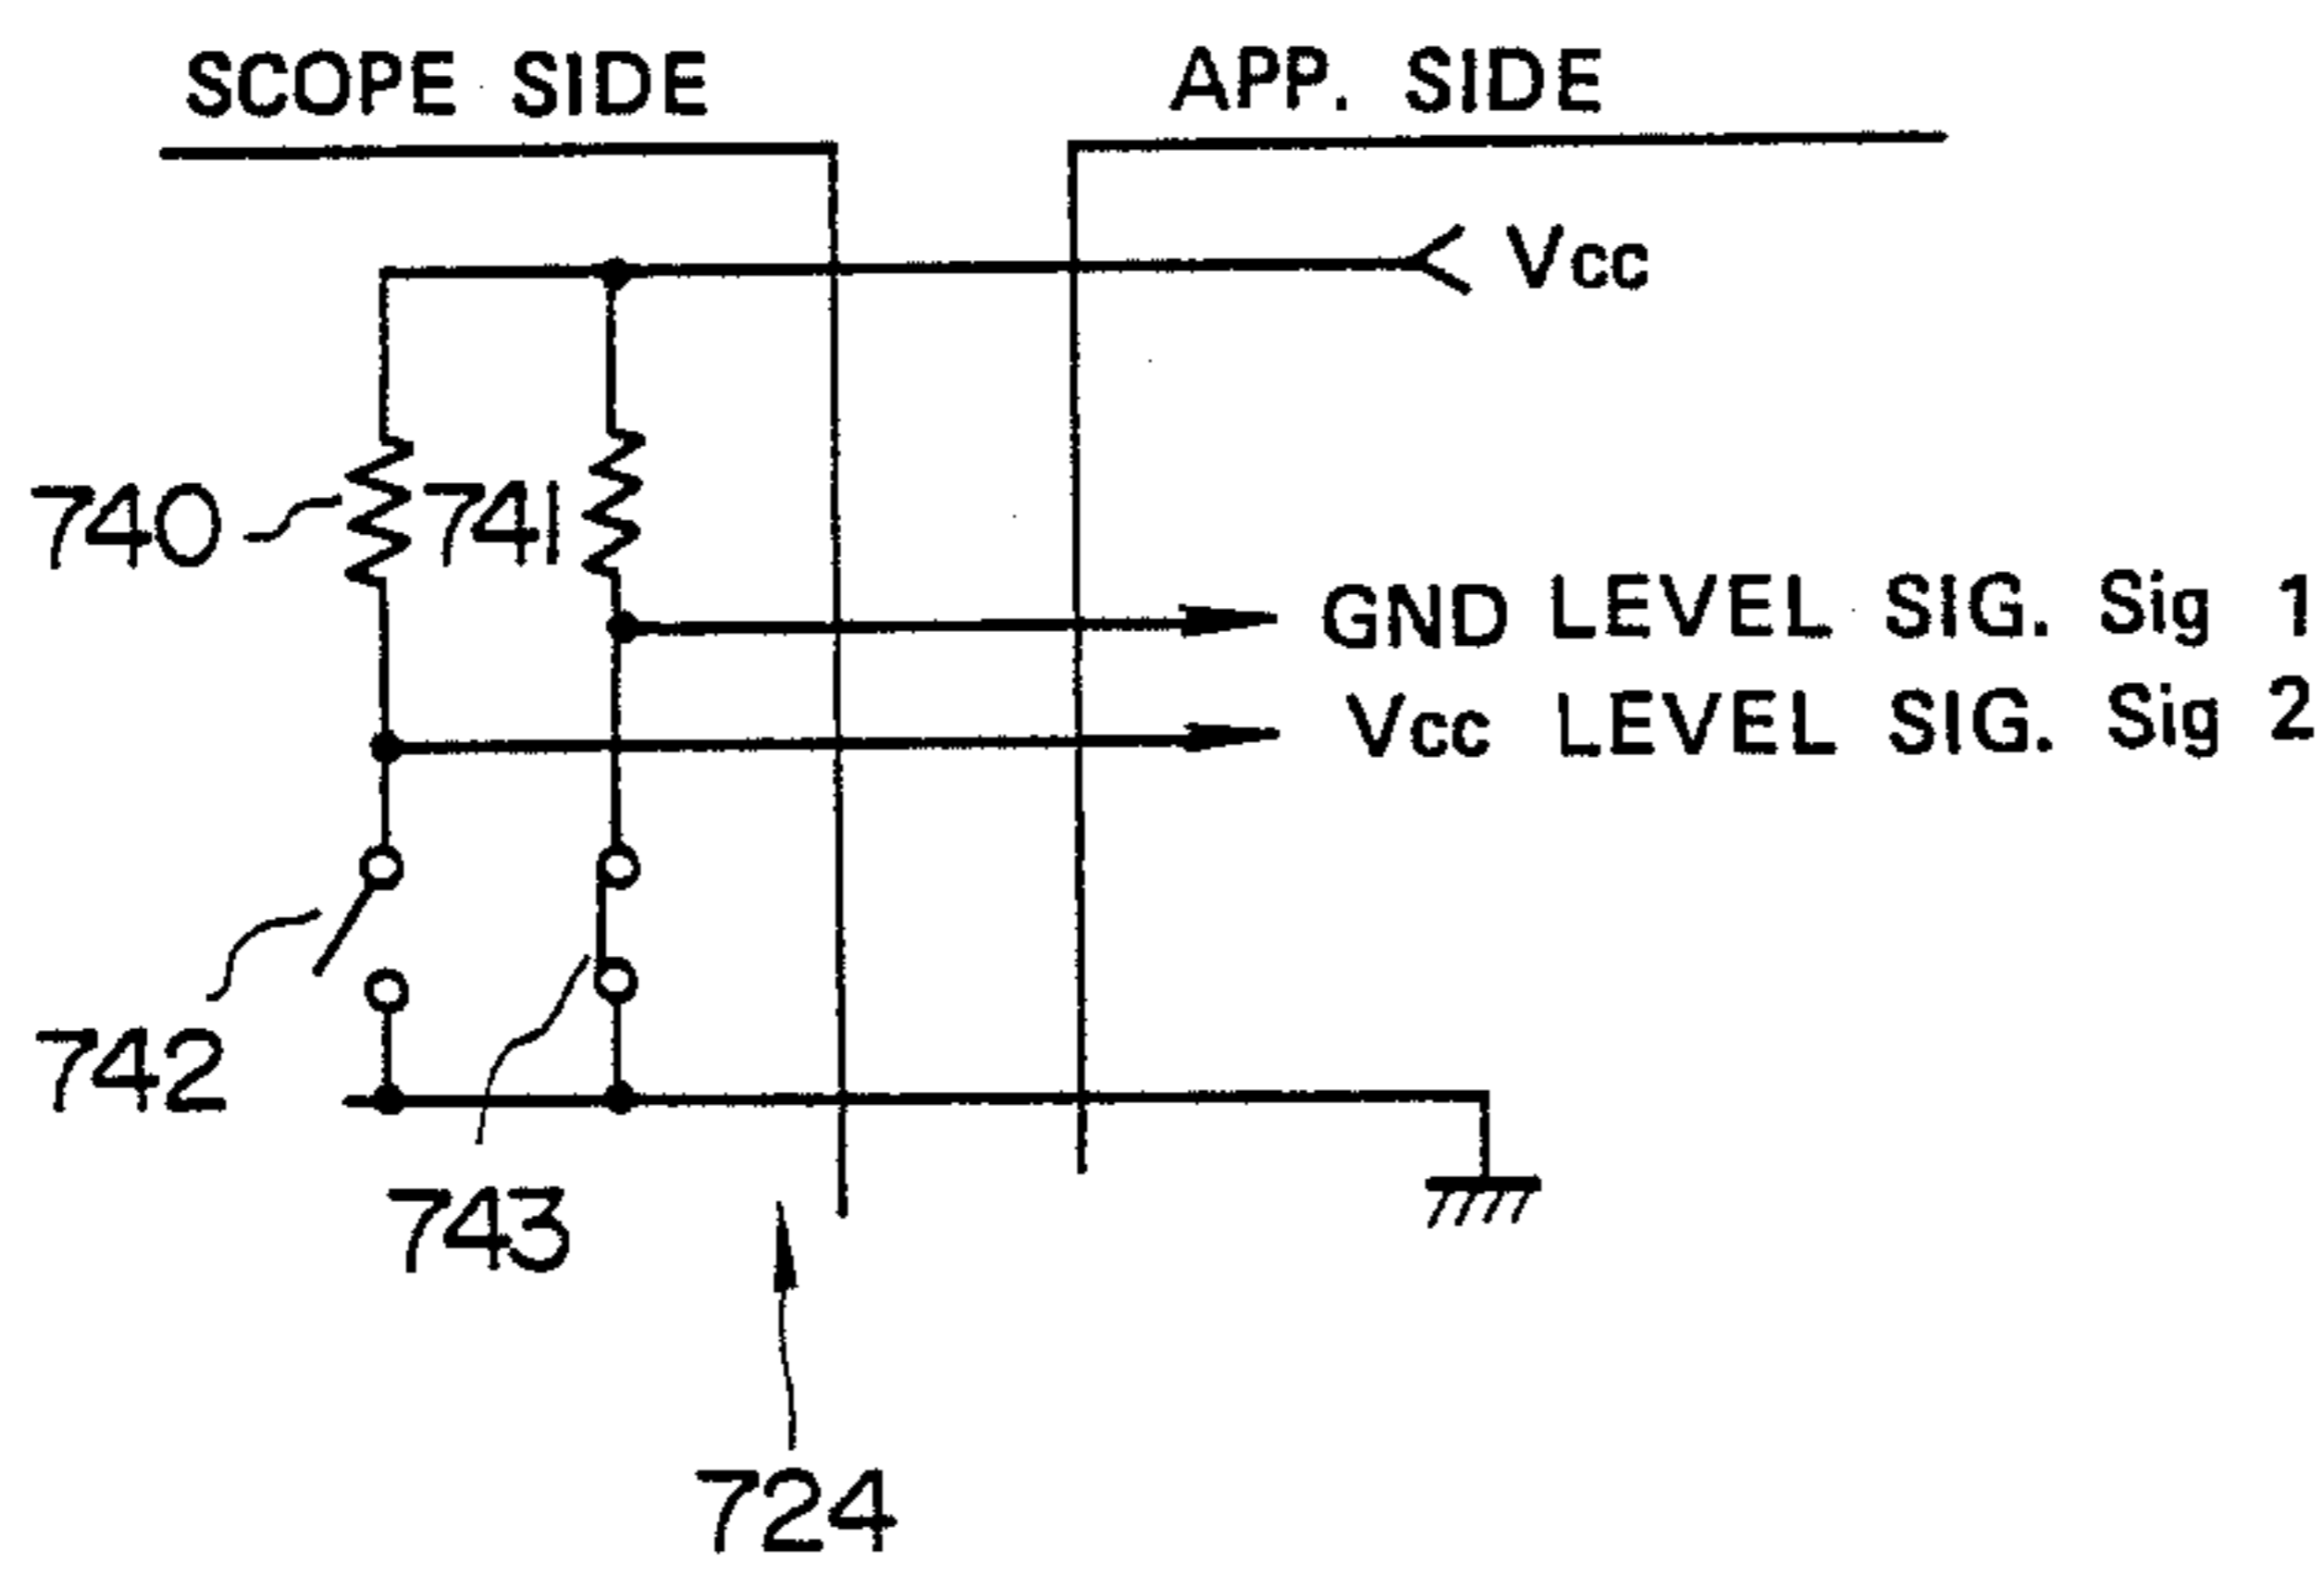 SCOPE SIDE
APP. SIDE
Vcc
740
741
GND LEVEL SIG. Sig 1
Vcc LEVEL SIG. Sig 2
742
743
724